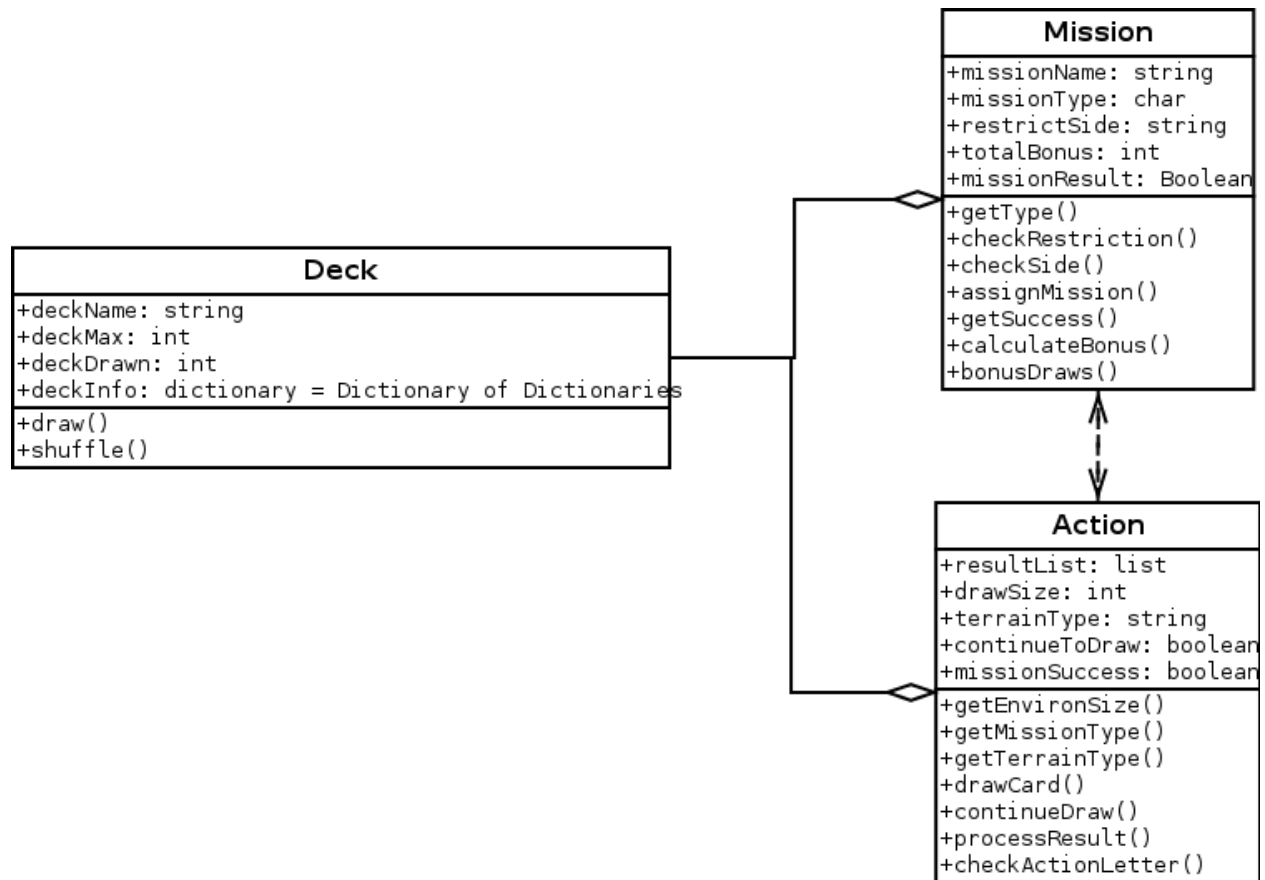 Mission
+missionName: string
+missionType: char
+restrictSide: string
+totalBonus: int
+missionResult: Boolean
+getType()
+checkRestriction()
+checkSide()
+assignMission()
+getSuccess()
+calculateBonus()
+bonusDraws()
Deck
+deckName: string
+deckMax: int
+deckDrawn: int
+deckInfo: dictionary = Dictionary of Dictionaries
+draw()
+shuffle()
Action
+resultList: list
+drawSize: int
+terrainType: string
+continueToDraw: boolean
+missionSuccess: boolean
+getEnvironSize()
+getMissionType()
+getTerrainType()
+drawCard()
+continueDraw()
+processResult()
+checkActionLetter()